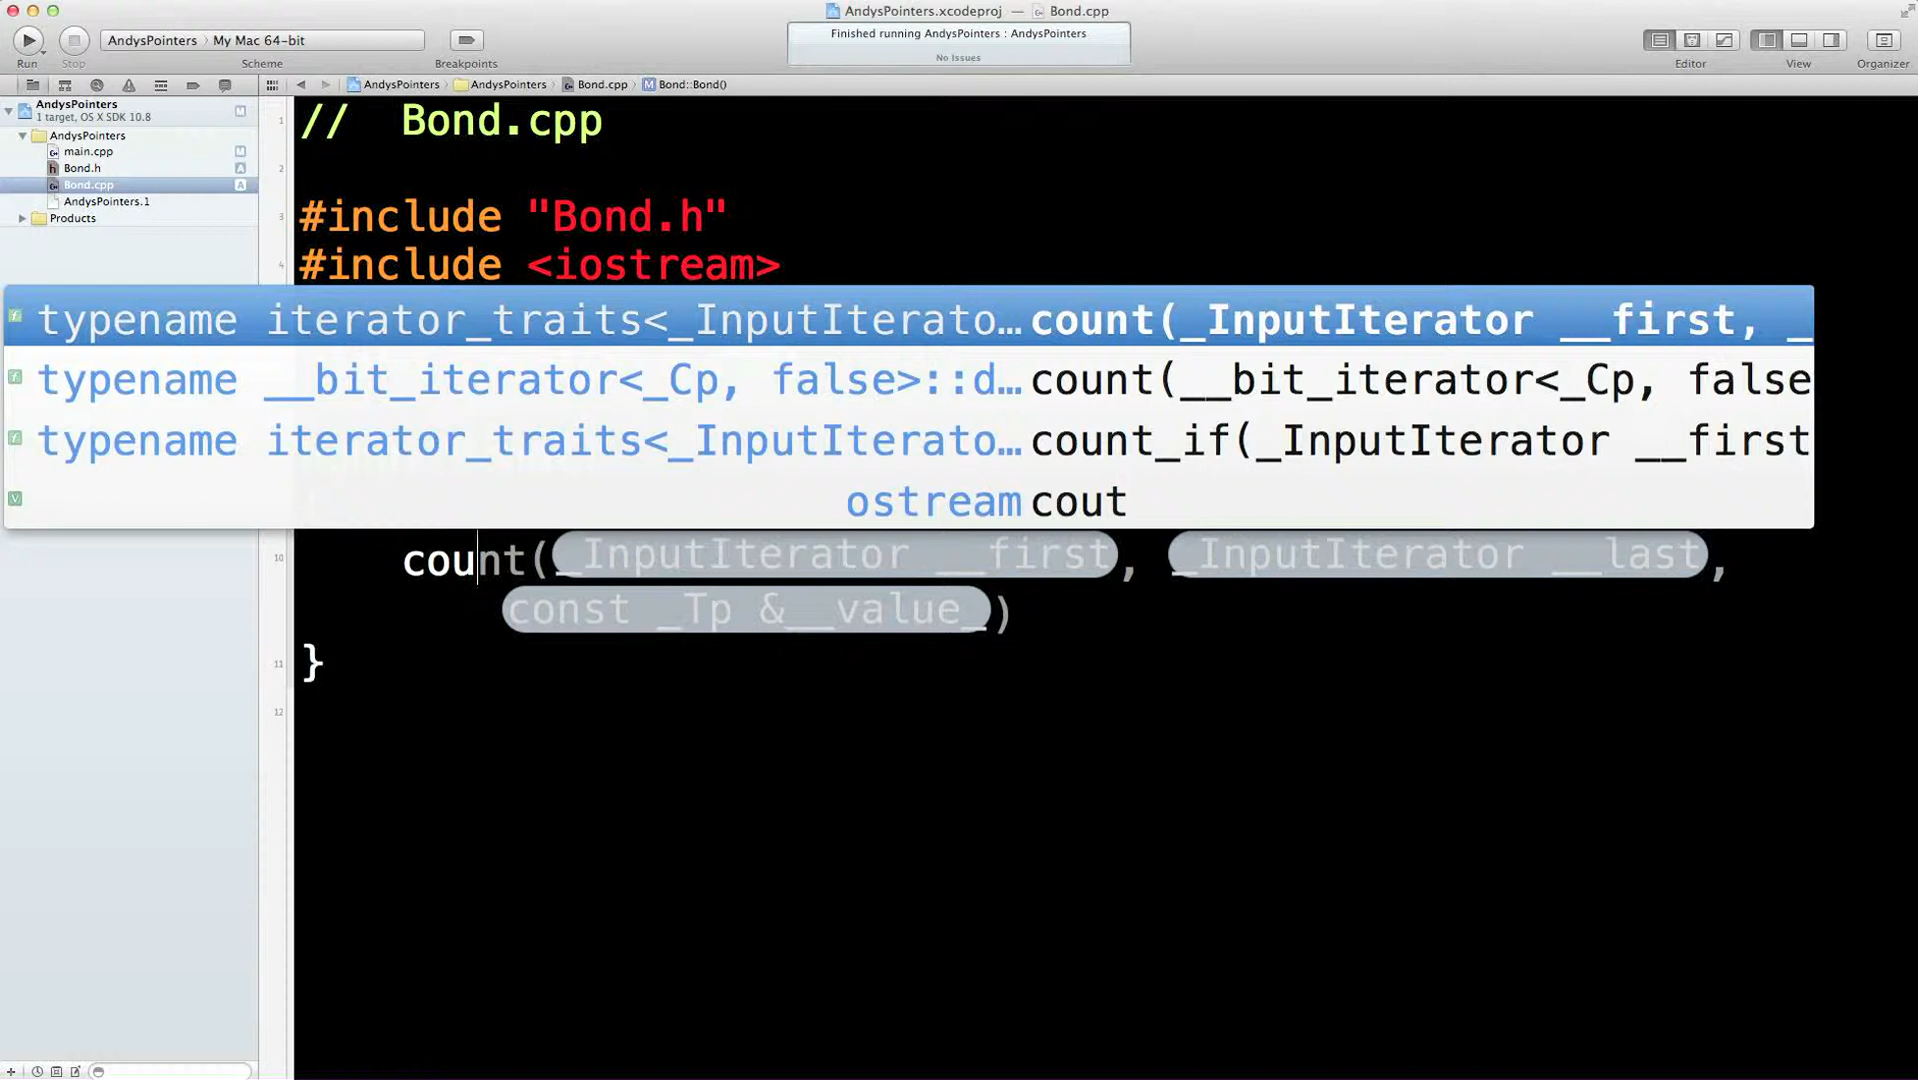 AndysPointers.xcodeproj — Bond.cpp
AndysPointers > My Mac 64-bit
Finished running AndysPointers : AndysPointers
No Issues
Run Stop Scheme Breakpoints Editor View Organizer
AndysPointers > AndysPointers > Bond.cpp > M Bond::Bond()
AndysPointers M
1 target, OS X SDK 10.8
AndysPointers
main.cpp M
h Bond.h A
Bond.cpp A
AndysPointers.1
Products
1 // Bond.cpp
2
3 #include "Bond.h"
4 #include <iostream>
f typename iterator_traits<_InputIterato… count(_InputIterator __first, _
f typename __bit_iterator<_Cp, false>::d… count(__bit_iterator<_Cp, false
f typename iterator_traits<_InputIterato… count_if(_InputIterator __first
V ostream cout
10 count(_InputIterator __first, _InputIterator __last,
const _Tp &__value_)
11 }
12